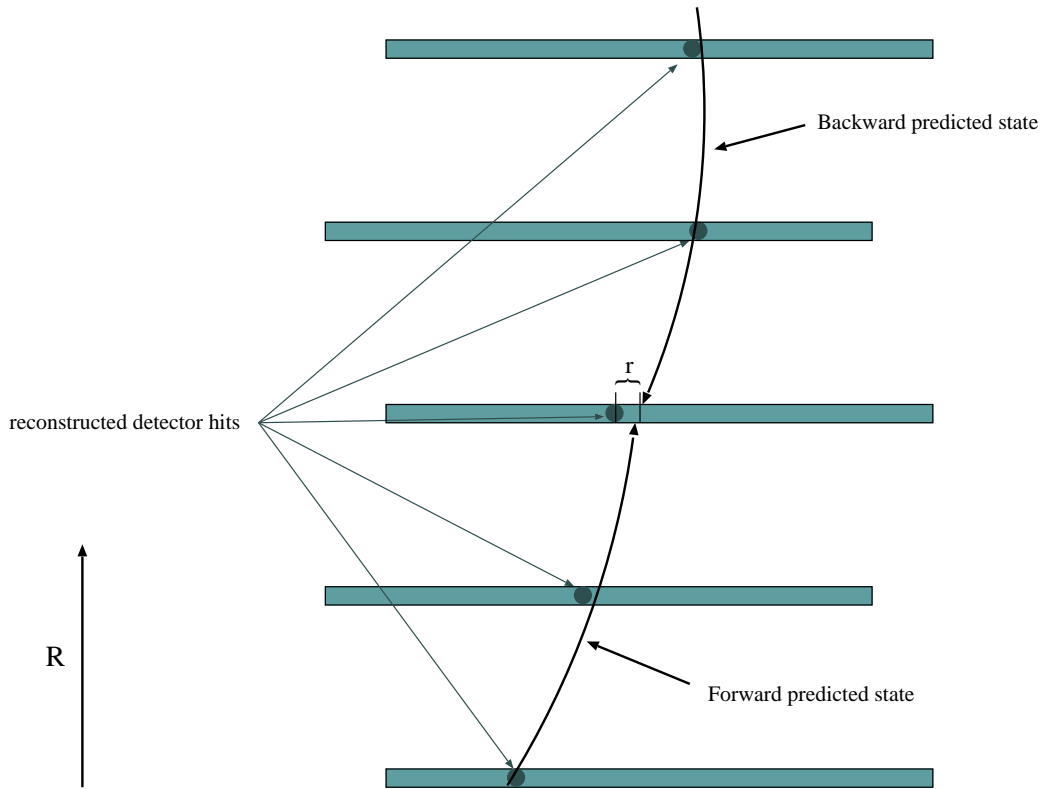 Backward predicted state
r
reconstructed detector hits
R
Forward predicted state